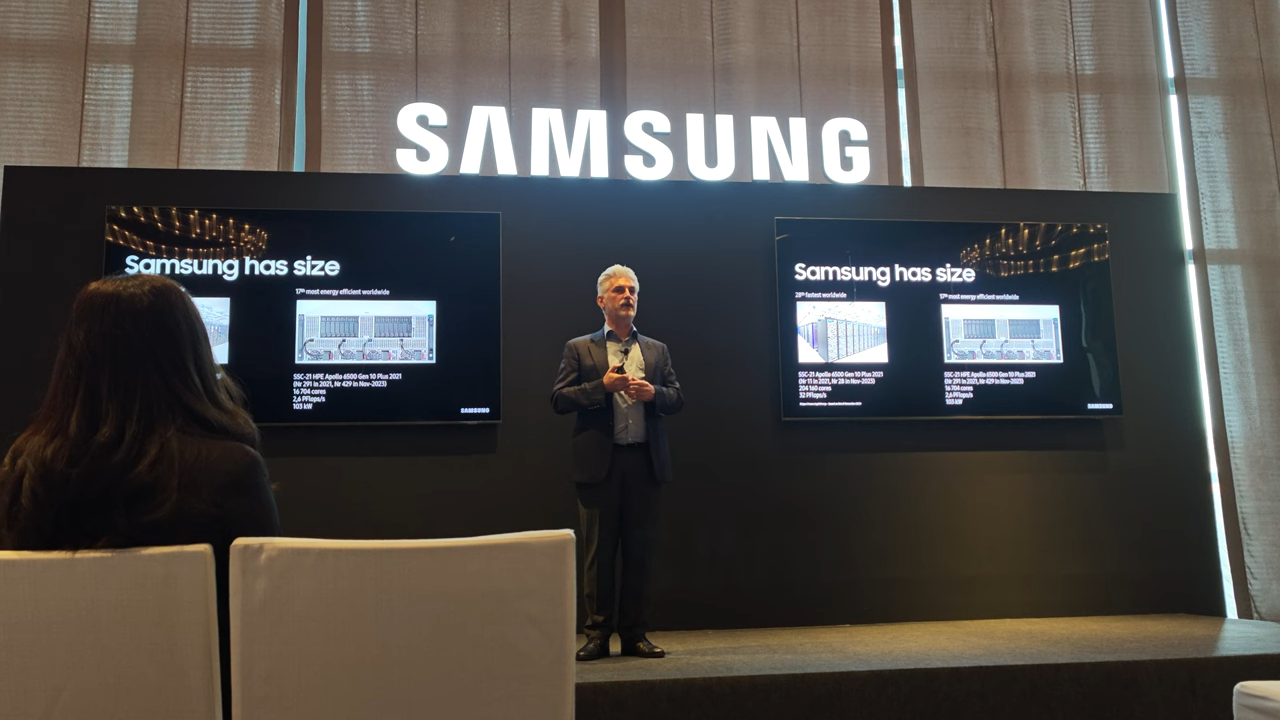 SAMSUNG
Samsung has size
17th most energy efficient worldwide
SSC-21 HPE Apollo 6500 Gen 10 Plus 2021
(Nr 291 in 2021, Nr 429 in Nov-2023)
16 704 cores
2,6 PFlops/s
103 kW
SAMSUNG
Samsung has size
28th fastest worldwide
SSC-21 Apollo 6500 Gen 10 Plus 2021
(Nr 11 in 2021, Nr 28 in Nov-2023)
204 160 cores
32 PFlops/s
17th most energy efficient worldwide
SSC-21 HPE Apollo 6500 Gen 10 Plus 2021
(Nr 291 in 2021, Nr 429 in Nov-2023)
16 704 cores
2,6 PFlops/s
103 kW
SAMSUNG